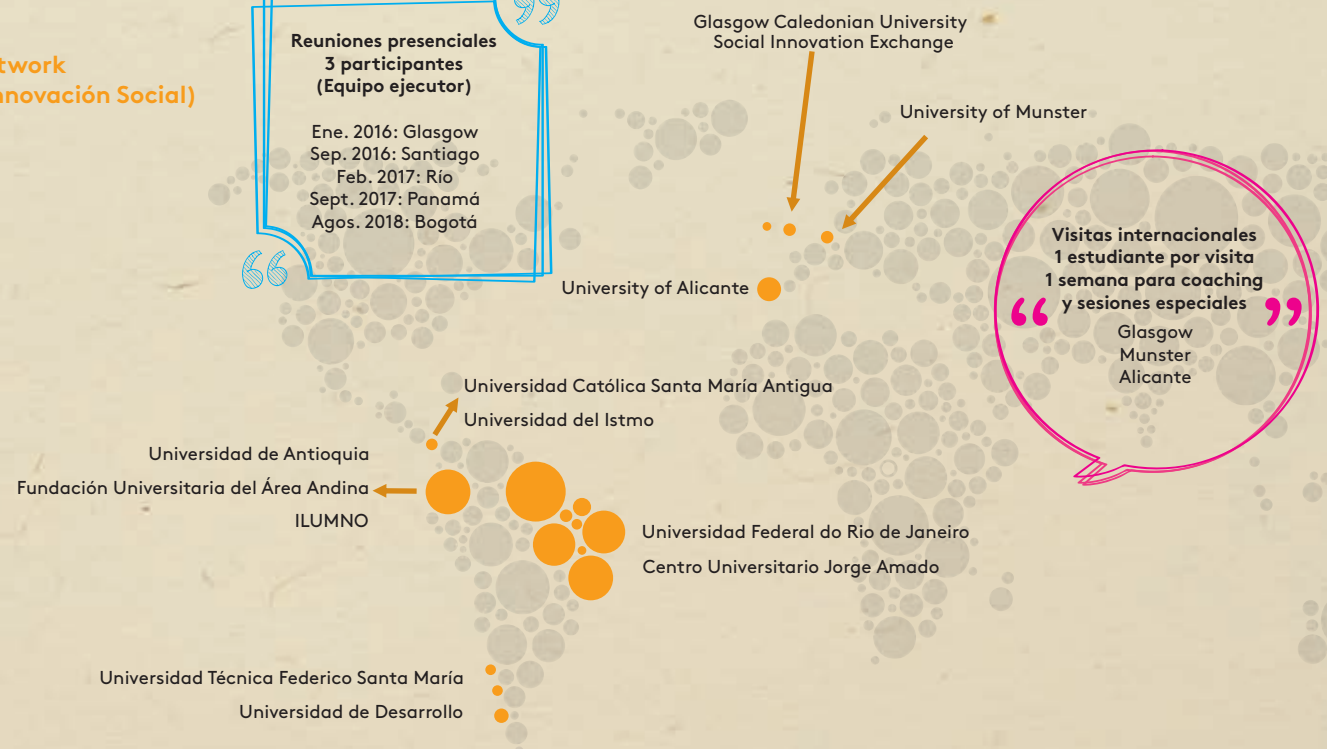 Glasgow Caledonian University
Social Innovation Exchange
Reuniones presenciales
3 participantes
(Equipo ejecutor)
Ene. 2016: Glasgow
Sep. 2016: Santiago
Feb. 2017: Río
Sept. 2017: Panamá
Agos. 2018: Bogotá
twork
nnovación Social)
University of Munster
Visitas internacionales
1 estudiante por visita
1 semana para coaching
y sesiones especiales
Glasgow
Munster
Alicante
University of Alicante
Universidad Católica Santa María Antigua
Universidad del Istmo
Universidad de Antioquia
Fundación Universitaria del Área Andina
ILUMNO
Universidad Federal do Rio de Janeiro
Centro Universitario Jorge Amado
Universidad Técnica Federico Santa María
Universidad de Desarrollo